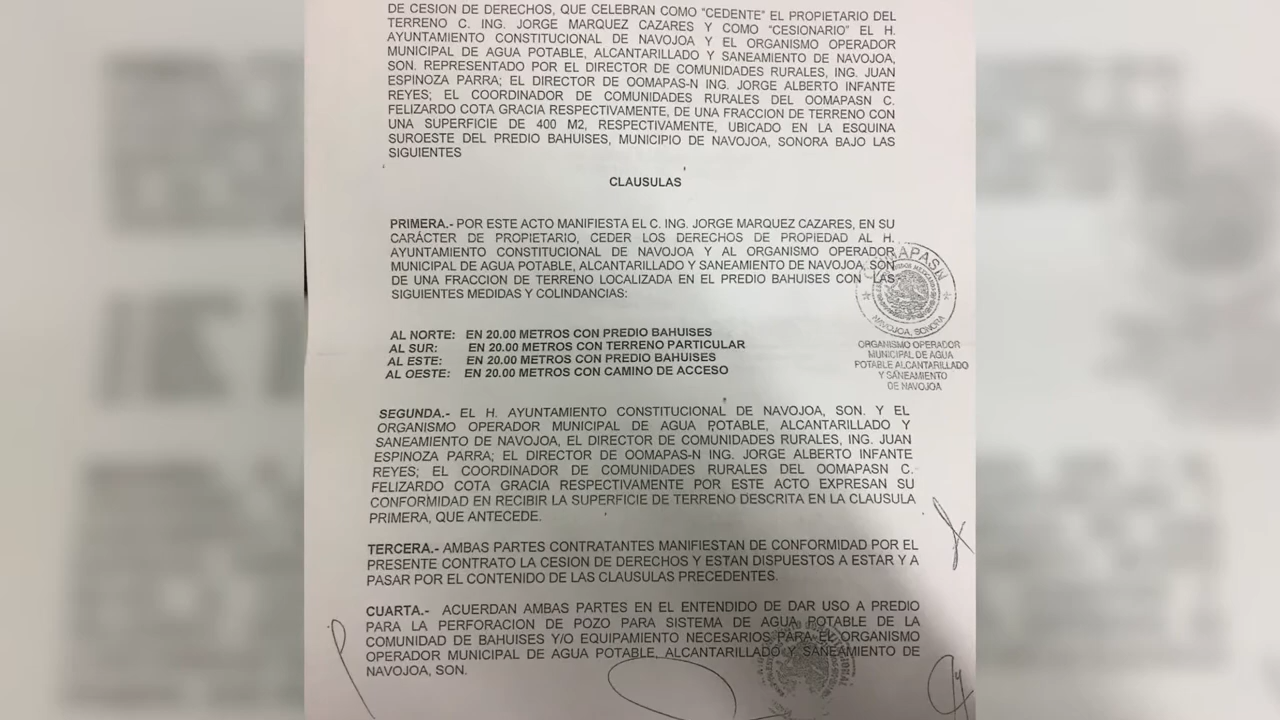 DE CESION DE DERECHOS, QUE CELEBRAN COMO "CEDENTE" EL PROPIETARIO DEL
TERRENO C. ING. JORGE MARQUEZ CAZARES Y COMO "CESIONARIO" EL H.
AYUNTAMIENTO CONSTITUCIONAL DE NAVOJOA Y EL ORGANISMO OPERADOR
MUNICIPAL DE AGUA POTABLE, ALCANTARILLADO Y SANEAMIENTO DE NAVOJOA,
SON. REPRESENTADO POR EL DIRECTOR DE COMUNIDADES RURALES, ING. JUAN
ESPINOZA PARRA; EL DIRECTOR DE OOMAPAS-N ING. JORGE ALBERTO INFANTE
REYES; EL COORDINADOR DE COMUNIDADES RURALES DEL OOMAPASN C.
FELIZARDO COTA GRACIA RESPECTIVAMENTE, DE UNA FRACCION DE TERRENO CON
UNA SUPERFICIE DE 400 M2, RESPECTIVAMENTE, UBICADO EN LA ESQUINA
SUROESTE DEL PREDIO BAHUISES, MUNICIPIO DE NAVOJOA, SONORA BAJO LAS
SIGUIENTES
CLAUSULAS
PRIMERA.- POR ESTE ACTO MANIFIESTA EL C. ING. JORGE MARQUEZ CAZARES, EN SU
CARÁCTER DE PROPIETARIO, CEDER LOS DERECHOS DE PROPIEDAD AL H.
AYUNTAMIENTO CONSTITUCIONAL DE NAVOJOA Y AL ORGANISMO OPERADOR
MUNICIPAL DE AGUA POTABLE, ALCANTARILLADO Y SANEAMIENTO DE NAVOJOA, SON
DE UNA FRACCION DE TERRENO LOCALIZADA EN EL PREDIO BAHUISES CON LAS
SIGUIENTES MEDIDAS Y COLINDANCIAS:
AL NORTE: EN 20.00 METROS CON PREDIO BAHUISES
AL SUR: EN 20.00 METROS CON TERRENO PARTICULAR
AL ESTE: EN 20.00 METROS CON PREDIO BAHUISES
AL OESTE: EN 20.00 METROS CON CAMINO DE ACCESO
NAVOJOA, SONORA
ORGANISMO OPERADOR
MUNICIPAL DE AGUA
POTABLE ALCANTARILLADO
Y SANEAMIENTO
DE NAVOJOA
SEGUNDA.- EL H. AYUNTAMIENTO CONSTITUCIONAL DE NAVOJOA, SON. Y EL
ORGANISMO OPERADOR MUNICIPAL DE AGUA POTABLE, ALCANTARILLADO Y
SANEAMIENTO DE NAVOJOA, EL DIRECTOR DE COMUNIDADES RURALES, ING. JUAN
ESPINOZA PARRA; EL DIRECTOR DE OOMAPAS-N ING. JORGE ALBERTO INFANTE
REYES; EL COORDINADOR DE COMUNIDADES RURALES DEL OOMAPASN C.
FELIZARDO COTA GRACIA RESPECTIVAMENTE POR ESTE ACTO EXPRESAN SU
CONFORMIDAD EN RECIBIR LA SUPERFICIE DE TERRENO DESCRITA EN LA CLAUSULA
PRIMERA, QUE ANTECEDE.
TERCERA.- AMBAS PARTES CONTRATANTES MANIFIESTAN DE CONFORMIDAD POR EL
PRESENTE CONTRATO LA CESION DE DERECHOS Y ESTAN DISPUESTOS A ESTAR Y A
PASAR POR EL CONTENIDO DE LAS CLAUSULAS PRECEDENTES.
CUARTA.- ACUERDAN AMBAS PARTES EN EL ENTENDIDO DE DAR USO A PREDIO
PARA LA PERFORACION DE POZO PARA SISTEMA DE AGUA POTABLE DE LA
COMUNIDAD DE BAHUISES Y/O EQUIPAMIENTO NECESARIOS PARA EL ORGANISMO
OPERADOR MUNICIPAL DE AGUA POTABLE, ALCANTARILLADO Y SANEAMIENTO DE
NAVOJOA, SON.